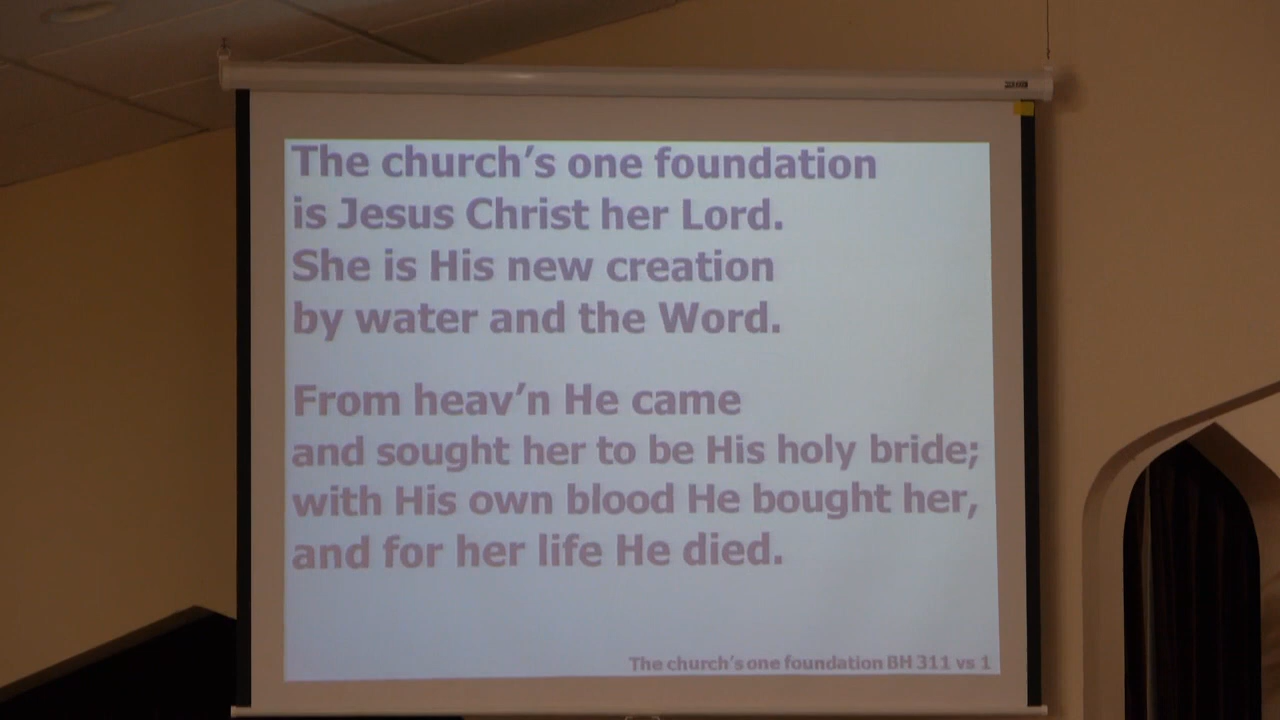 The church's one foundation
is Jesus Christ her Lord.
She is His new creation
by water and the Word.
From heav'n He came
and sought her to be His holy bride;
with His own blood He bought her,
and for her life He died.
The church's one foundation BH 311 vs 1